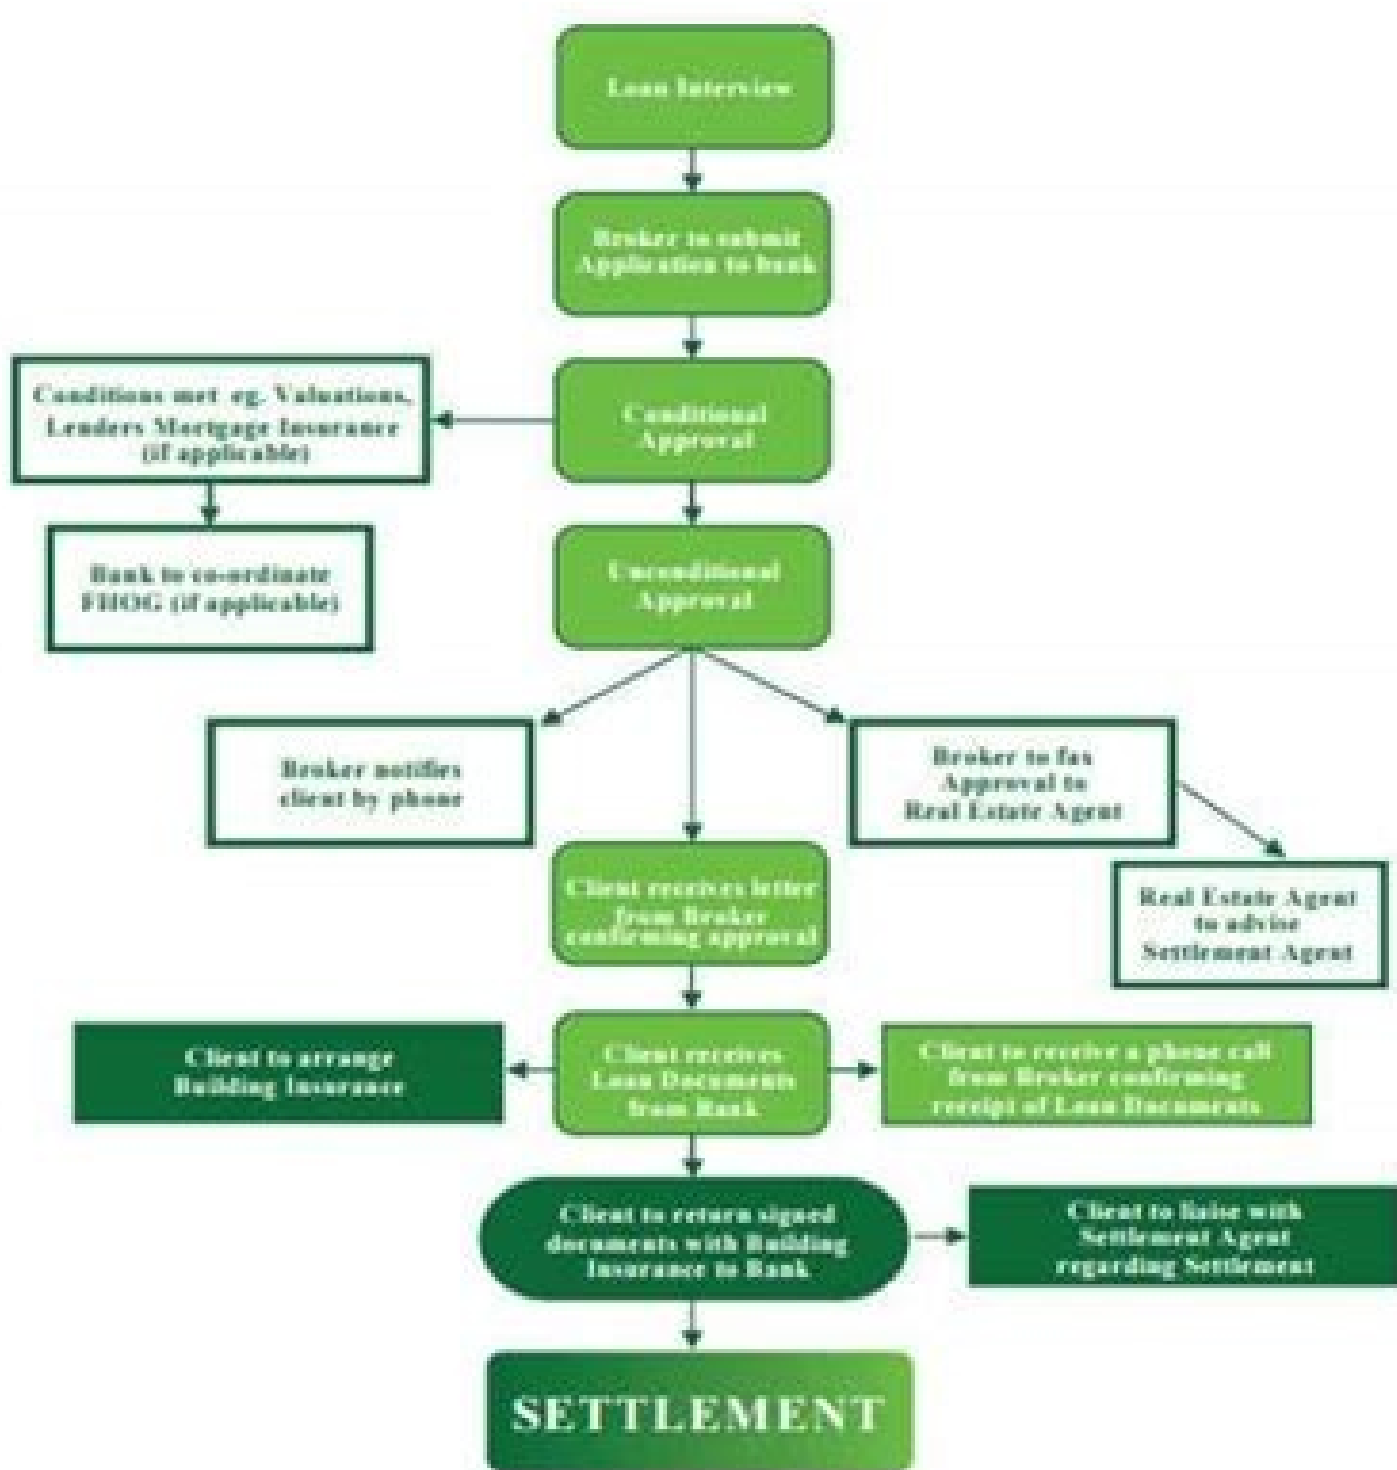 Loan Interview
Broker to submit
Application to bank
Conditions met eg. Valuations,
Lenders Mortgage Insurance
(if applicable)
Conditional
Approval
Bank to co-ordinate
FHOG (if applicable)
Unconditional
Approval
Broker notifies
client by phone
Broker to fax
Approval to
Real Estate Agent
Client receives letter
from Broker
confirming approval
Real Estate Agent
to advise
Settlement Agent
Client to arrange
Building Insurance
Client receives
Loan Documents
from Bank
Client to receive a phone call
from Broker confirming
receipt of Loan Documents
Client to return signed
documents with Building
Insurance to Bank
Client to liaise with
Settlement Agent
regarding Settlement
SETTLEMENT